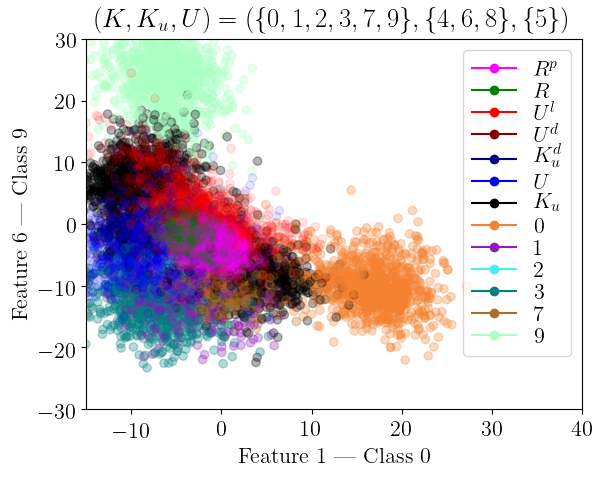 (K, K_u, U) = ({0, 1, 2, 3, 7, 9}, {4, 6, 8}, {5})
30
20
10
0
−10
−20
−30
Feature 6 — Class 9
R^p
R
U^l
U^d
K_u^d
U
K_u
0
1
2
3
7
9
−10
0
10
20
30
40
Feature 1 — Class 0